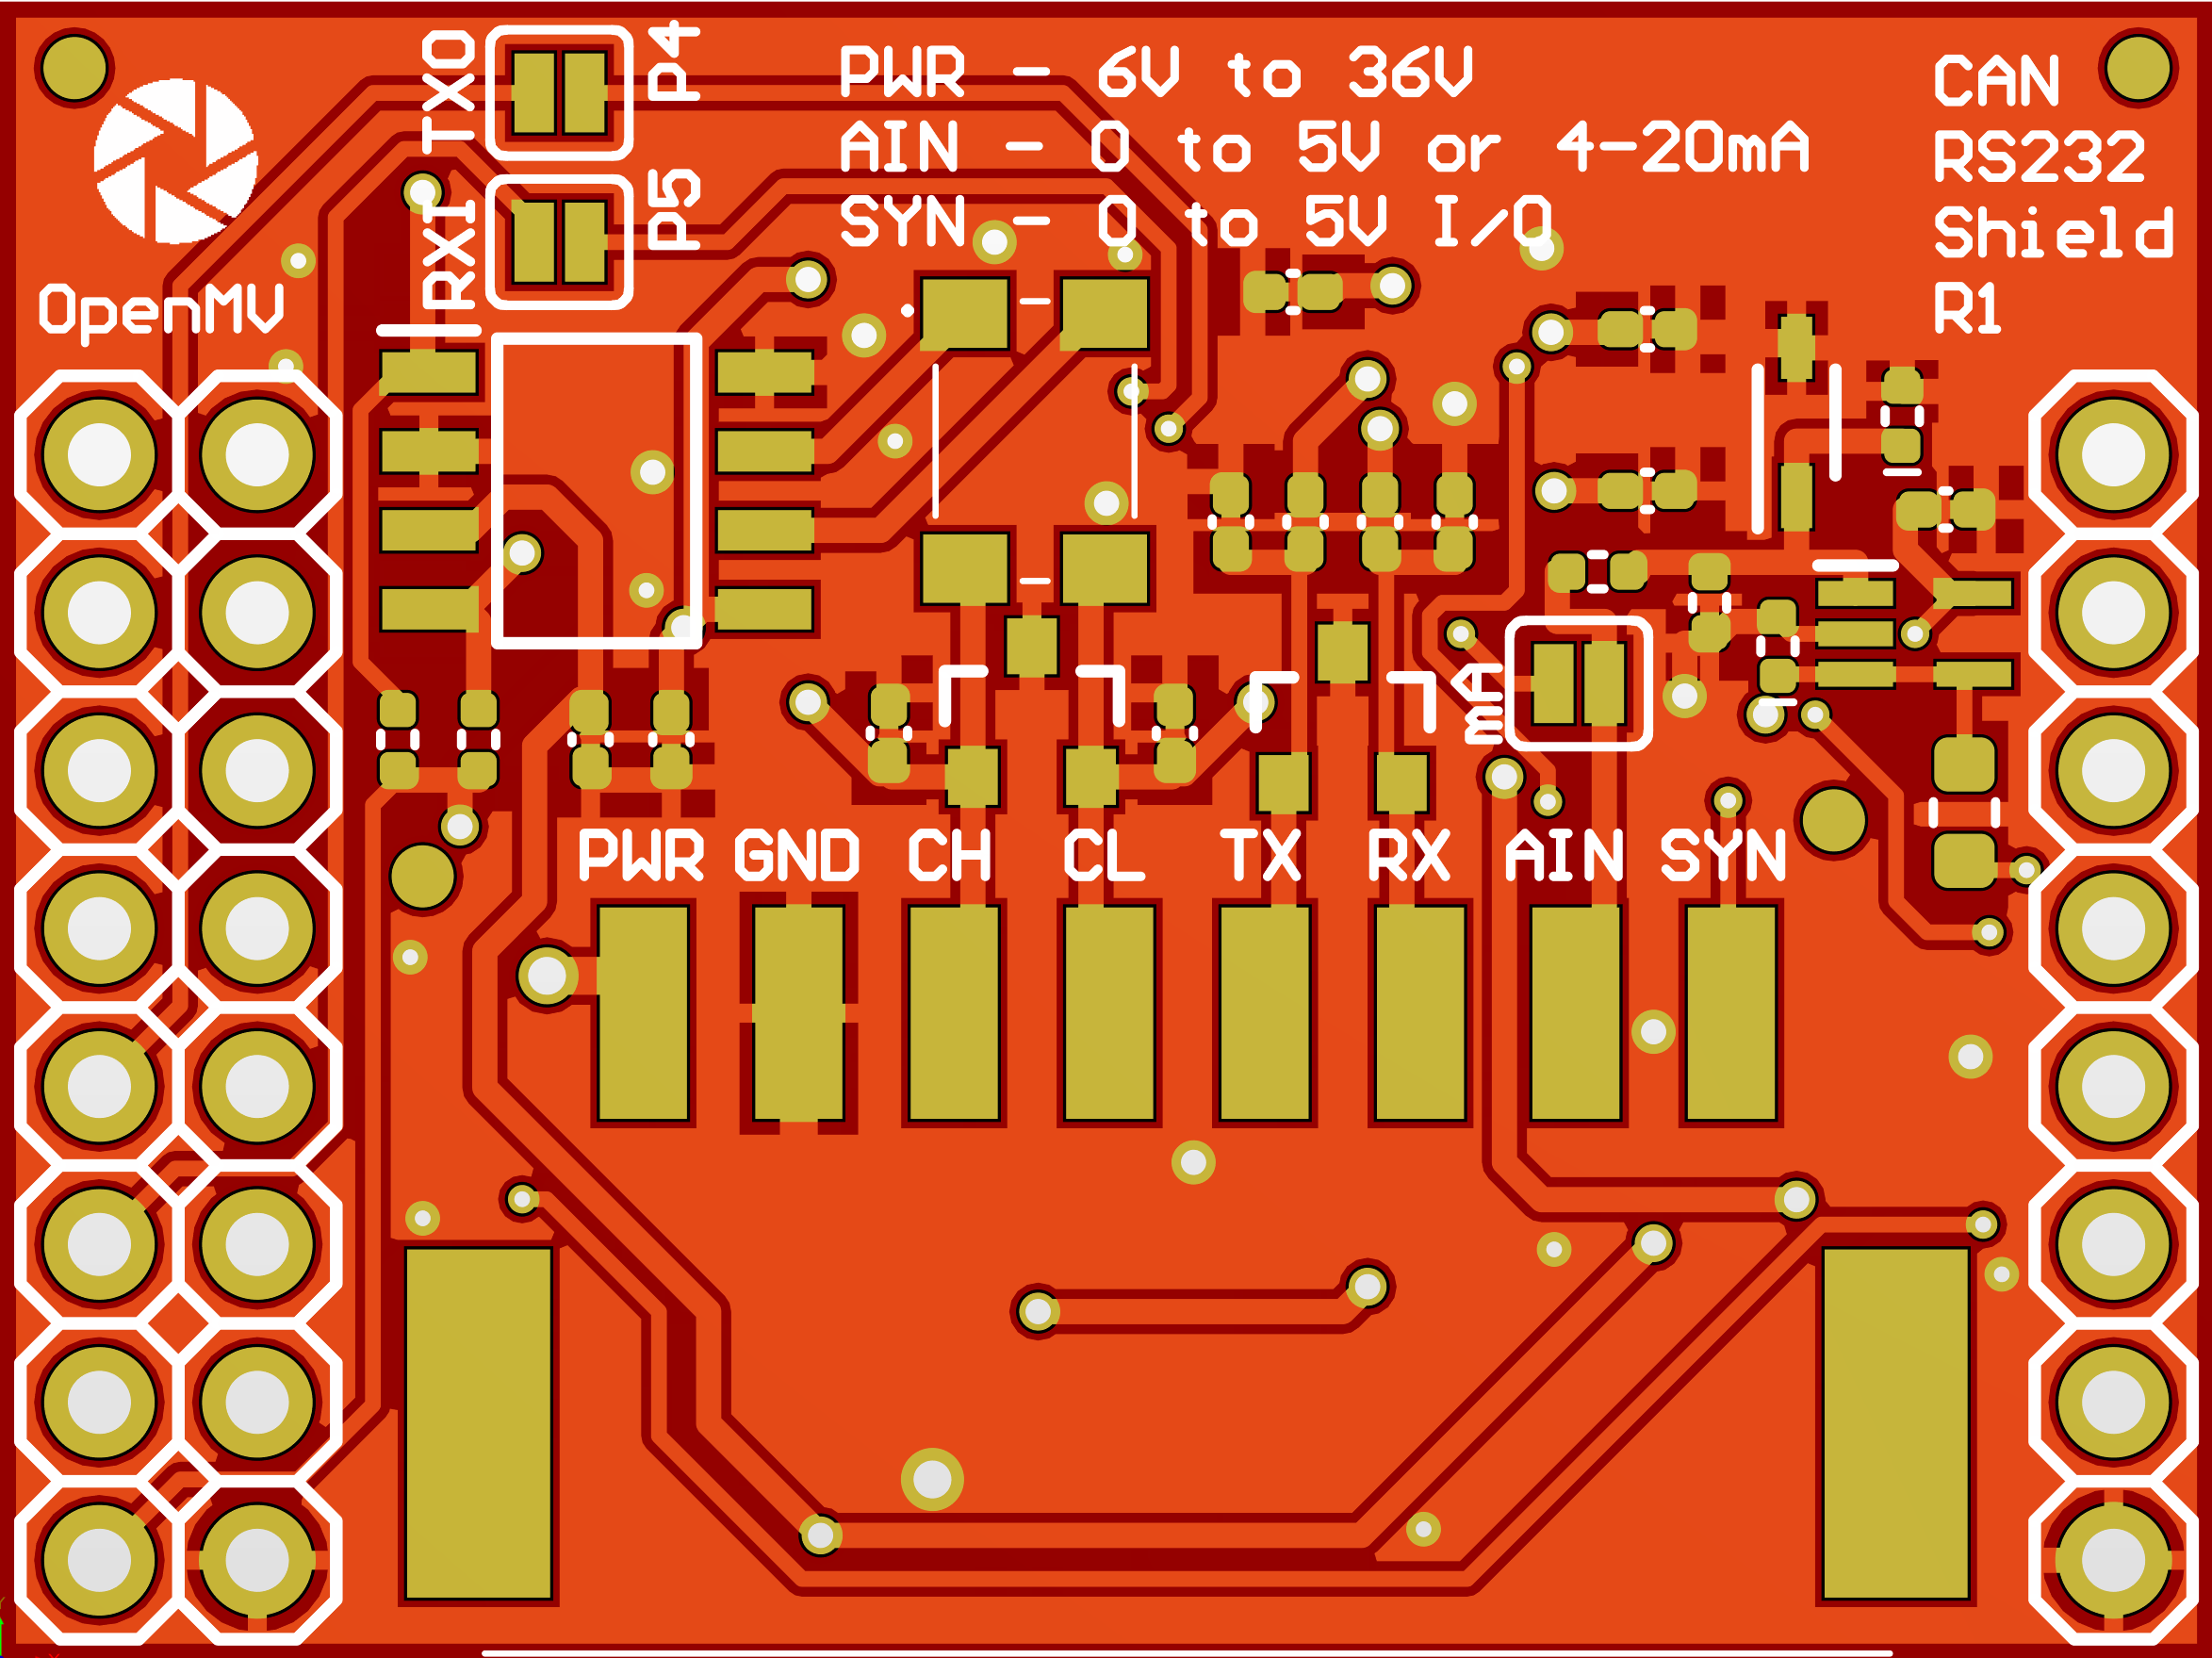 TXO
P4
RXI
P5
PWR - 6V to 36V
AIN - 0 to 5V or 4-20mA
SYN - 0 to 5V I/O
CAN
RS232
Shield
R1
OpenMV
mA
PWR GND CH CL TX RX AIN SYN